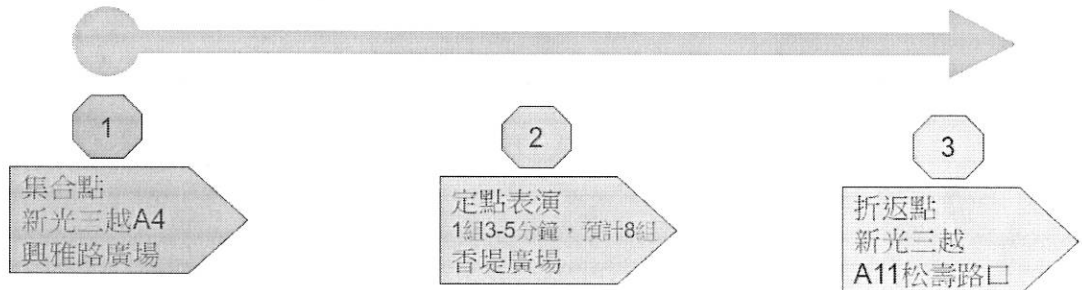 1
集合點
新光三越A4
興雅路廣場
2
定點表演
1組3-5分鐘，預計8組
香堤廣場
3
折返點
新光三越
A11松壽路口